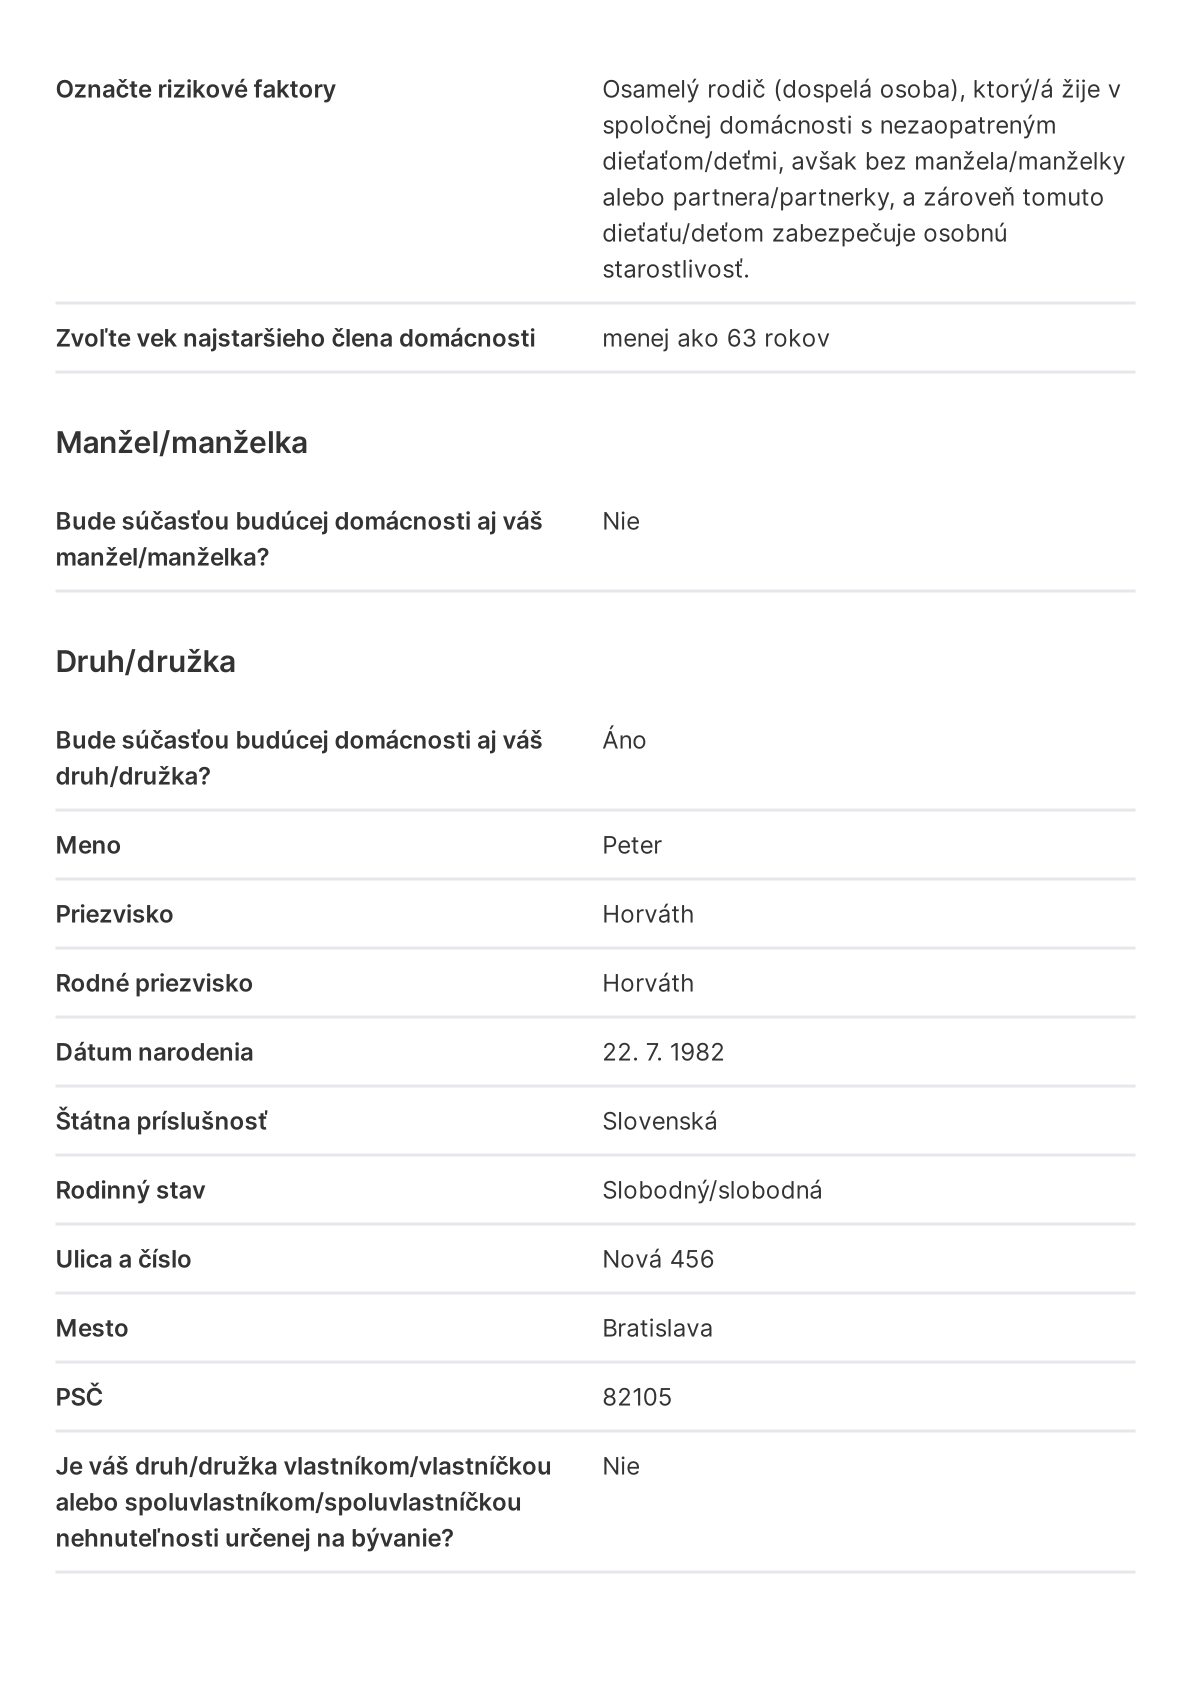 Označte rizikové faktory
Osamelý rodič (dospelá osoba), ktorý/á žije v
spoločnej domácnosti s nezaopatreným
dieťaťom/deťmi, avšak bez manžela/manželky
alebo partnera/partnerky, a zároveň tomuto
dieťaťu/deťom zabezpečuje osobnú
starostlivosť.
Zvoľte vek najstaršieho člena domácnosti
menej ako 63 rokov
Manžel/manželka
Bude súčasťou budúcej domácnosti aj váš
manžel/manželka?
Nie
Druh/družka
Bude súčasťou budúcej domácnosti aj váš
druh/družka?
Áno
Meno
Peter
Priezvisko
Horváth
Rodné priezvisko
Horváth
Dátum narodenia
22. 7. 1982
Štátna príslušnosť
Slovenská
Rodinný stav
Slobodný/slobodná
Ulica a číslo
Nová 456
Mesto
Bratislava
PSČ
82105
Je váš druh/družka vlastníkom/vlastníčkou
alebo spoluvlastníkom/spoluvlastníčkou
nehnuteľnosti určenej na bývanie?
Nie